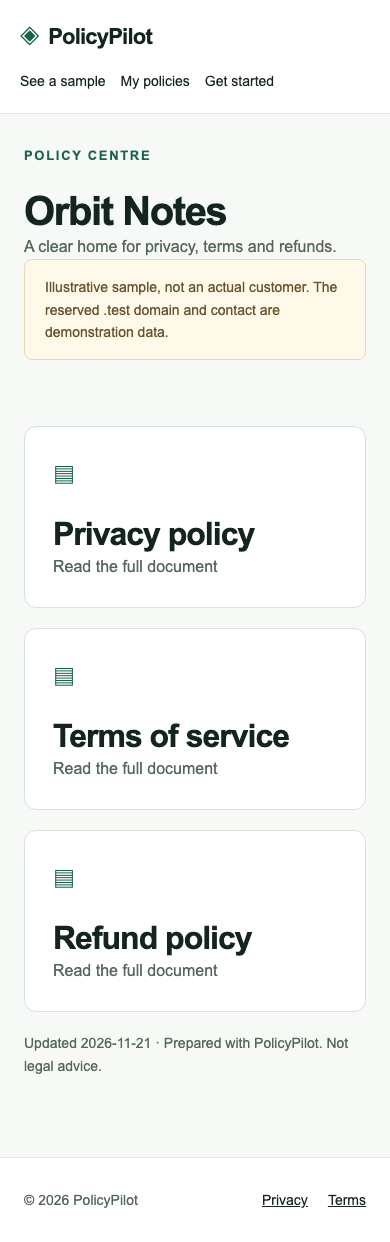 PolicyPilot
See a sample My policies Get started
POLICY CENTRE
Orbit Notes
A clear home for privacy, terms and refunds.
Illustrative sample, not an actual customer. The
reserved .test domain and contact are
demonstration data.
Privacy policy
Read the full document
Terms of service
Read the full document
Refund policy
Read the full document
Updated 2026-11-21 · Prepared with PolicyPilot. Not
legal advice.
© 2026 PolicyPilot Privacy Terms